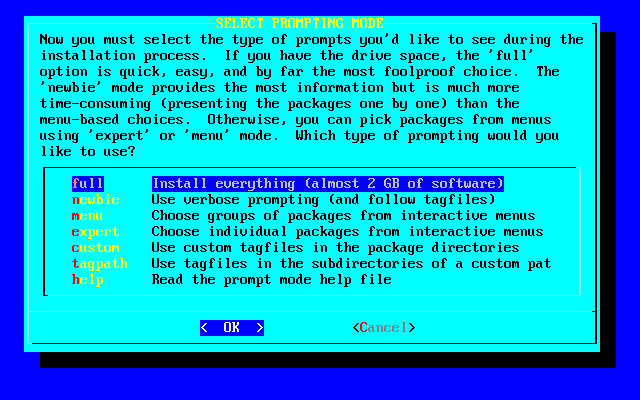 SELECT PROMPTING MODE
Now you must select the type of prompts you'd like to see during the
installation process.  If you have the drive space, the 'full'
option is quick, easy, and by far the most foolproof choice.  The
'newbie' mode provides the most information but is much more
time-consuming (presenting the packages one by one) than the
menu-based choices.  Otherwise, you can pick packages from menus
using 'expert' or 'menu' mode.  Which type of prompting would you
like to use?
full Install everything (almost 2 GB of software)
newbie Use verbose prompting (and follow tagfiles)
menu Choose groups of packages from interactive menus
expert Choose individual packages from interactive menus
custom Use custom tagfiles in the package directories
tagpath Use tagfiles in the subdirectories of a custom pat
help Read the prompt mode help file
< OK > <Cancel>